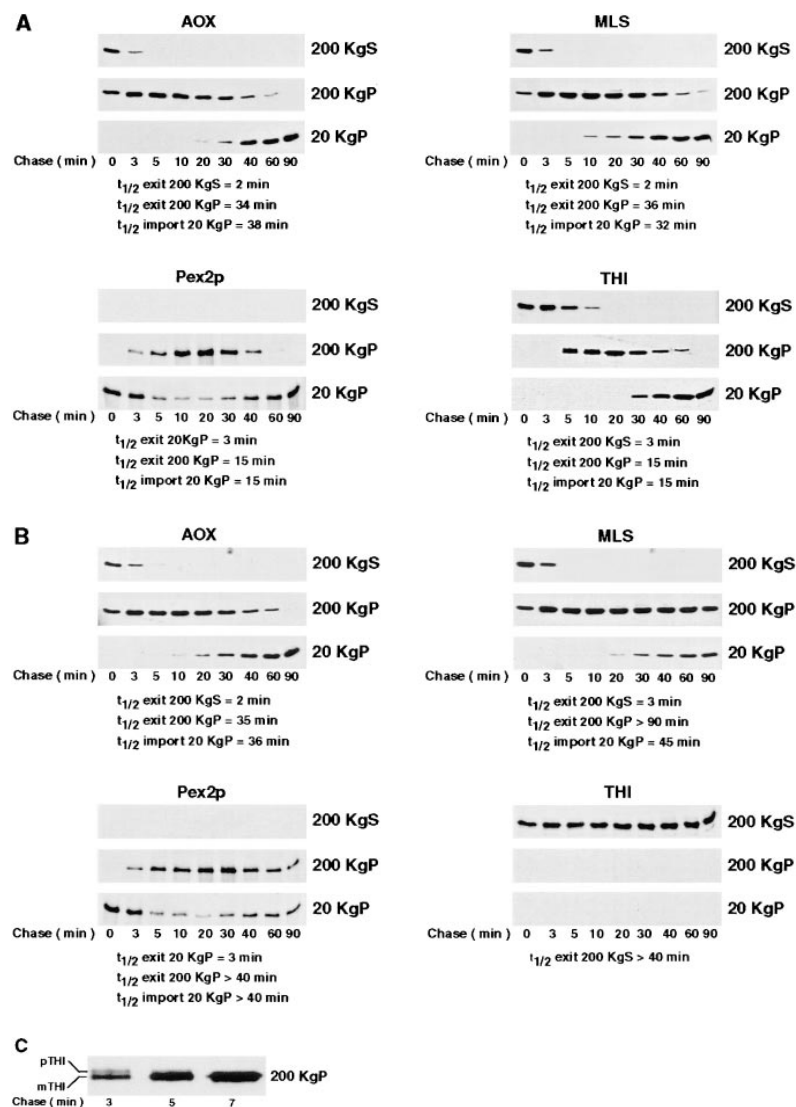 A
AOX
200 KgS
200 KgP
20 KgP
Chase ( min ) 0 3 5 10 20 30 40 60 90
t1/2 exit 200 KgS = 2 min
t1/2 exit 200 KgP = 34 min
t1/2 import 20 KgP = 38 min
MLS
200 KgS
200 KgP
20 KgP
Chase ( min ) 0 3 5 10 20 30 40 60 90
t1/2 exit 200 KgS = 2 min
t1/2 exit 200 KgP = 36 min
t1/2 import 20 KgP = 32 min
Pex2p
200 KgS
200 KgP
20 KgP
Chase ( min ) 0 3 5 10 20 30 40 60 90
t1/2 exit 20KgP = 3 min
t1/2 exit 200 KgP = 15 min
t1/2 import 20 KgP = 15 min
THI
200 KgS
200 KgP
20 KgP
Chase ( min ) 0 3 5 10 20 30 40 60 90
t1/2 exit 200 KgS = 3 min
t1/2 exit 200 KgP = 15 min
t1/2 import 20 KgP = 15 min
B
AOX
200 KgS
200 KgP
20 KgP
Chase ( min ) 0 3 5 10 20 30 40 60 90
t1/2 exit 200 KgS = 2 min
t1/2 exit 200 KgP = 35 min
t1/2 import 20 KgP = 36 min
MLS
200 KgS
200 KgP
20 KgP
Chase ( min ) 0 3 5 10 20 30 40 60 90
t1/2 exit 200 KgS = 3 min
t1/2 exit 200 KgP > 90 min
t1/2 import 20 KgP = 45 min
Pex2p
200 KgS
200 KgP
20 KgP
Chase ( min ) 0 3 5 10 20 30 40 60 90
t1/2 exit 20 KgP = 3 min
t1/2 exit 200 KgP > 40 min
t1/2 import 20 KgP > 40 min
THI
200 KgS
200 KgP
20 KgP
Chase ( min ) 0 3 5 10 20 30 40 60 90
t1/2 exit 200 KgS > 40 min
C
pTHI
mTHI
200 KgP
Chase ( min ) 3 5 7